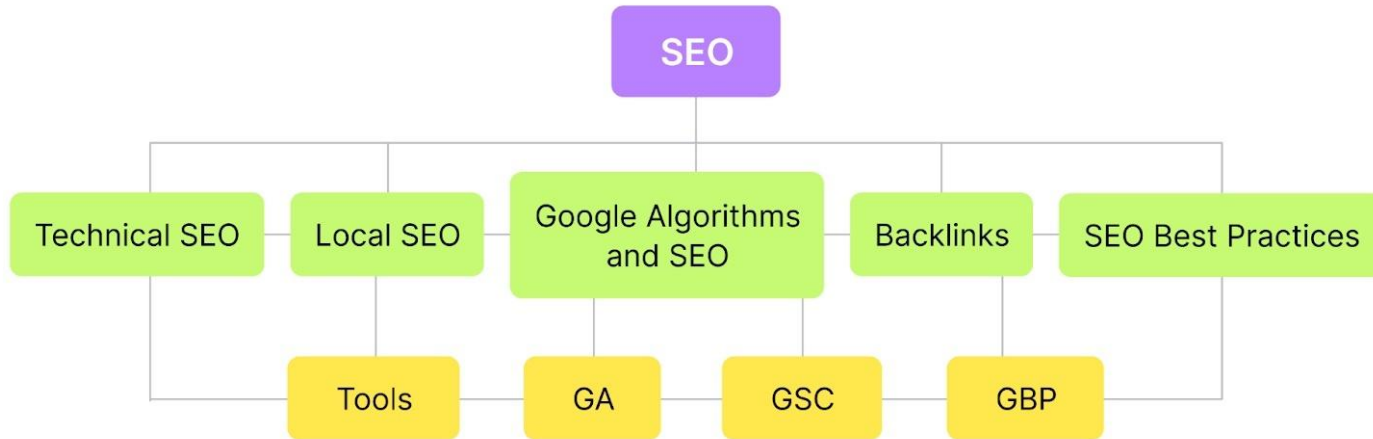 SEO
Technical SEO
Local SEO
Google Algorithms
and SEO
Backlinks
SEO Best Practices
Tools
GA
GSC
GBP